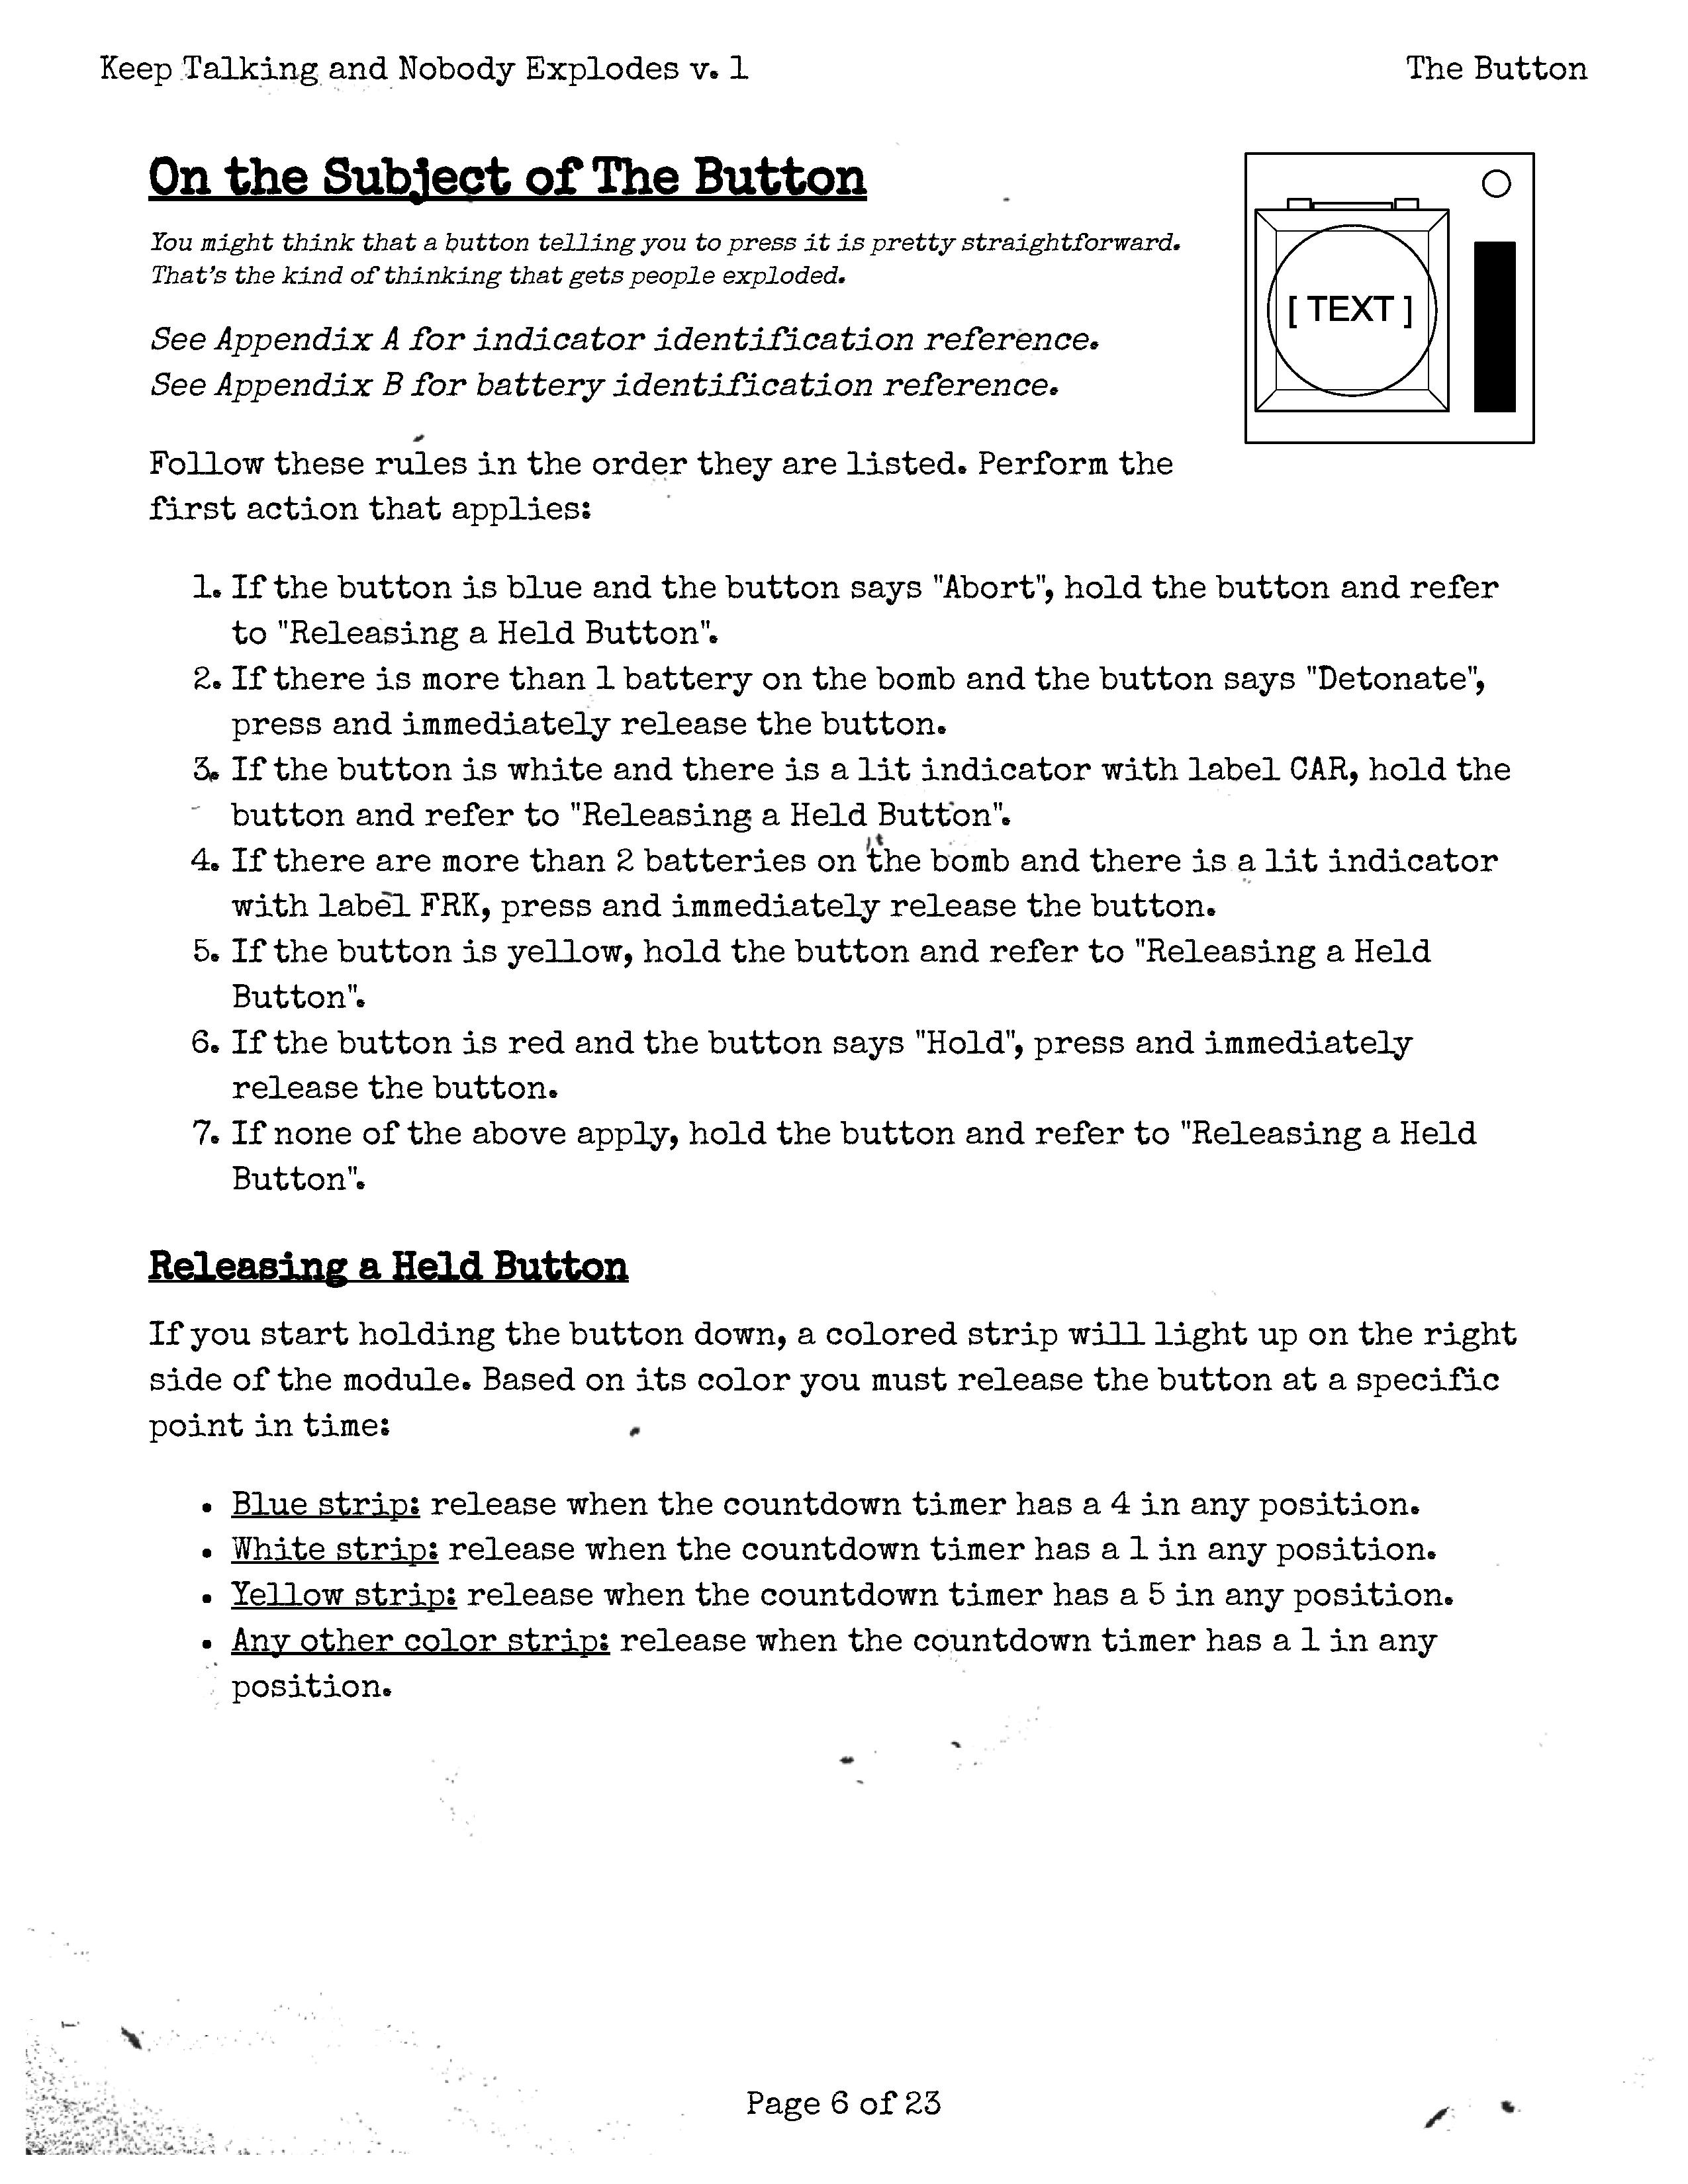 Keep Talking and Nobody Explodes v. 1
The Button
On the Subject of The Button
You might think that a button telling you to press it is pretty straightforward.
That's the kind of thinking that gets people exploded.
See Appendix A for indicator identification reference.
See Appendix B for battery identification reference.
[ TEXT ]
Follow these rules in the order they are listed. Perform the
first action that applies:
1. If the button is blue and the button says "Abort", hold the button and refer
to "Releasing a Held Button".
2. If there is more than 1 battery on the bomb and the button says "Detonate",
press and immediately release the button.
3. If the button is white and there is a lit indicator with label CAR, hold the
button and refer to "Releasing a Held Button".
4. If there are more than 2 batteries on the bomb and there is a lit indicator
with label FRK, press and immediately release the button.
5. If the button is yellow, hold the button and refer to "Releasing a Held
Button".
6. If the button is red and the button says "Hold", press and immediately
release the button.
7. If none of the above apply, hold the button and refer to "Releasing a Held
Button".
Releasing a Held Button
If you start holding the button down, a colored strip will light up on the right
side of the module. Based on its color you must release the button at a specific
point in time:
• Blue strip: release when the countdown timer has a 4 in any position.
• White strip: release when the countdown timer has a 1 in any position.
• Yellow strip: release when the countdown timer has a 5 in any position.
• Any other color strip: release when the countdown timer has a 1 in any
position.
Page 6 of 23